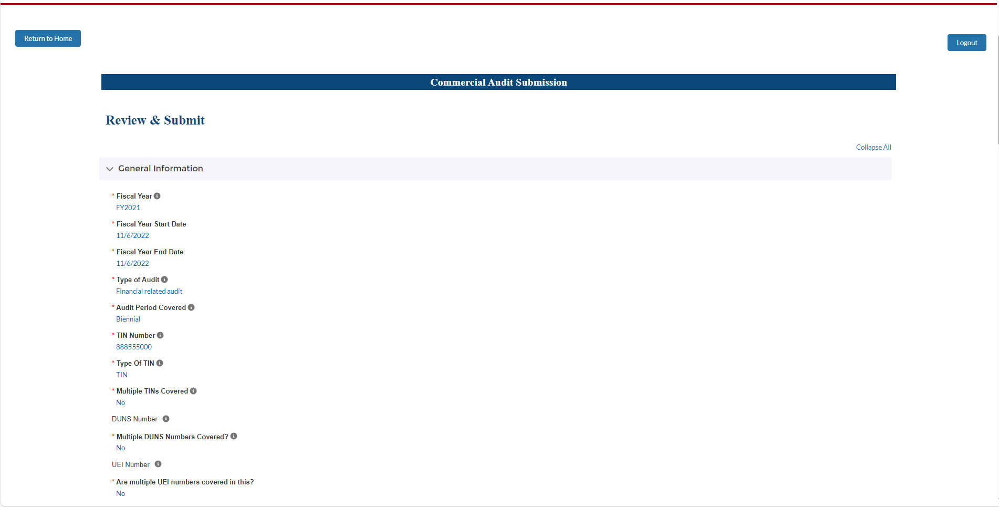 Return to Home
Logout
Commercial Audit Submission
Review & Submit
Collapse All
General Information
* Fiscal Year
FY2021
* Fiscal Year Start Date
11/6/2022
* Fiscal Year End Date
11/6/2022
* Type of Audit
Financial related audit
* Audit Period Covered
Biennial
* TIN Number
888555000
* Type Of TIN
TIN
* Multiple TINs Covered
No
DUNS Number
* Multiple DUNS Numbers Covered?
No
UEI Number
* Are multiple UEI numbers covered in this?
No